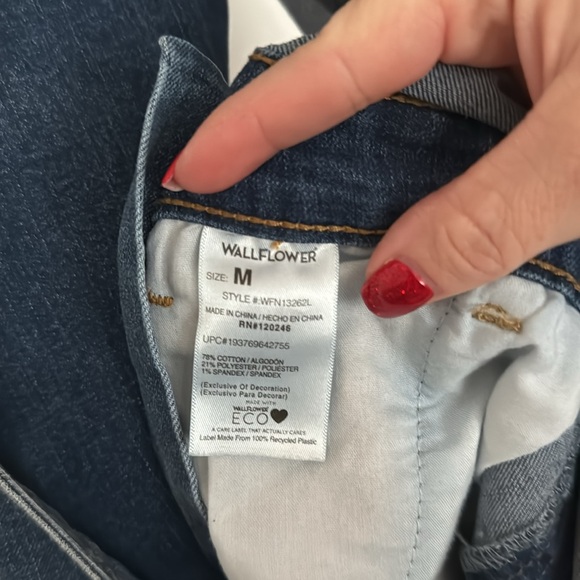 WALLFLOWER
SIZE: M
STYLE #:WFN13262L
MADE IN CHINA / HECHO EN CHINA
RN#120246
UPC#193769642755
78% COTTON / ALGODÓN
21% POLYESTER / POLIÉSTER
1% SPANDEX / SPANDEX
(Exclusive Of Decoration)
(Exclusivo Para Decorar)
MADE WITH
WALLFLOWER
ECO
A CARE LABEL THAT ACTUALLY CARES
Label Made From 100% Recycled Plastic